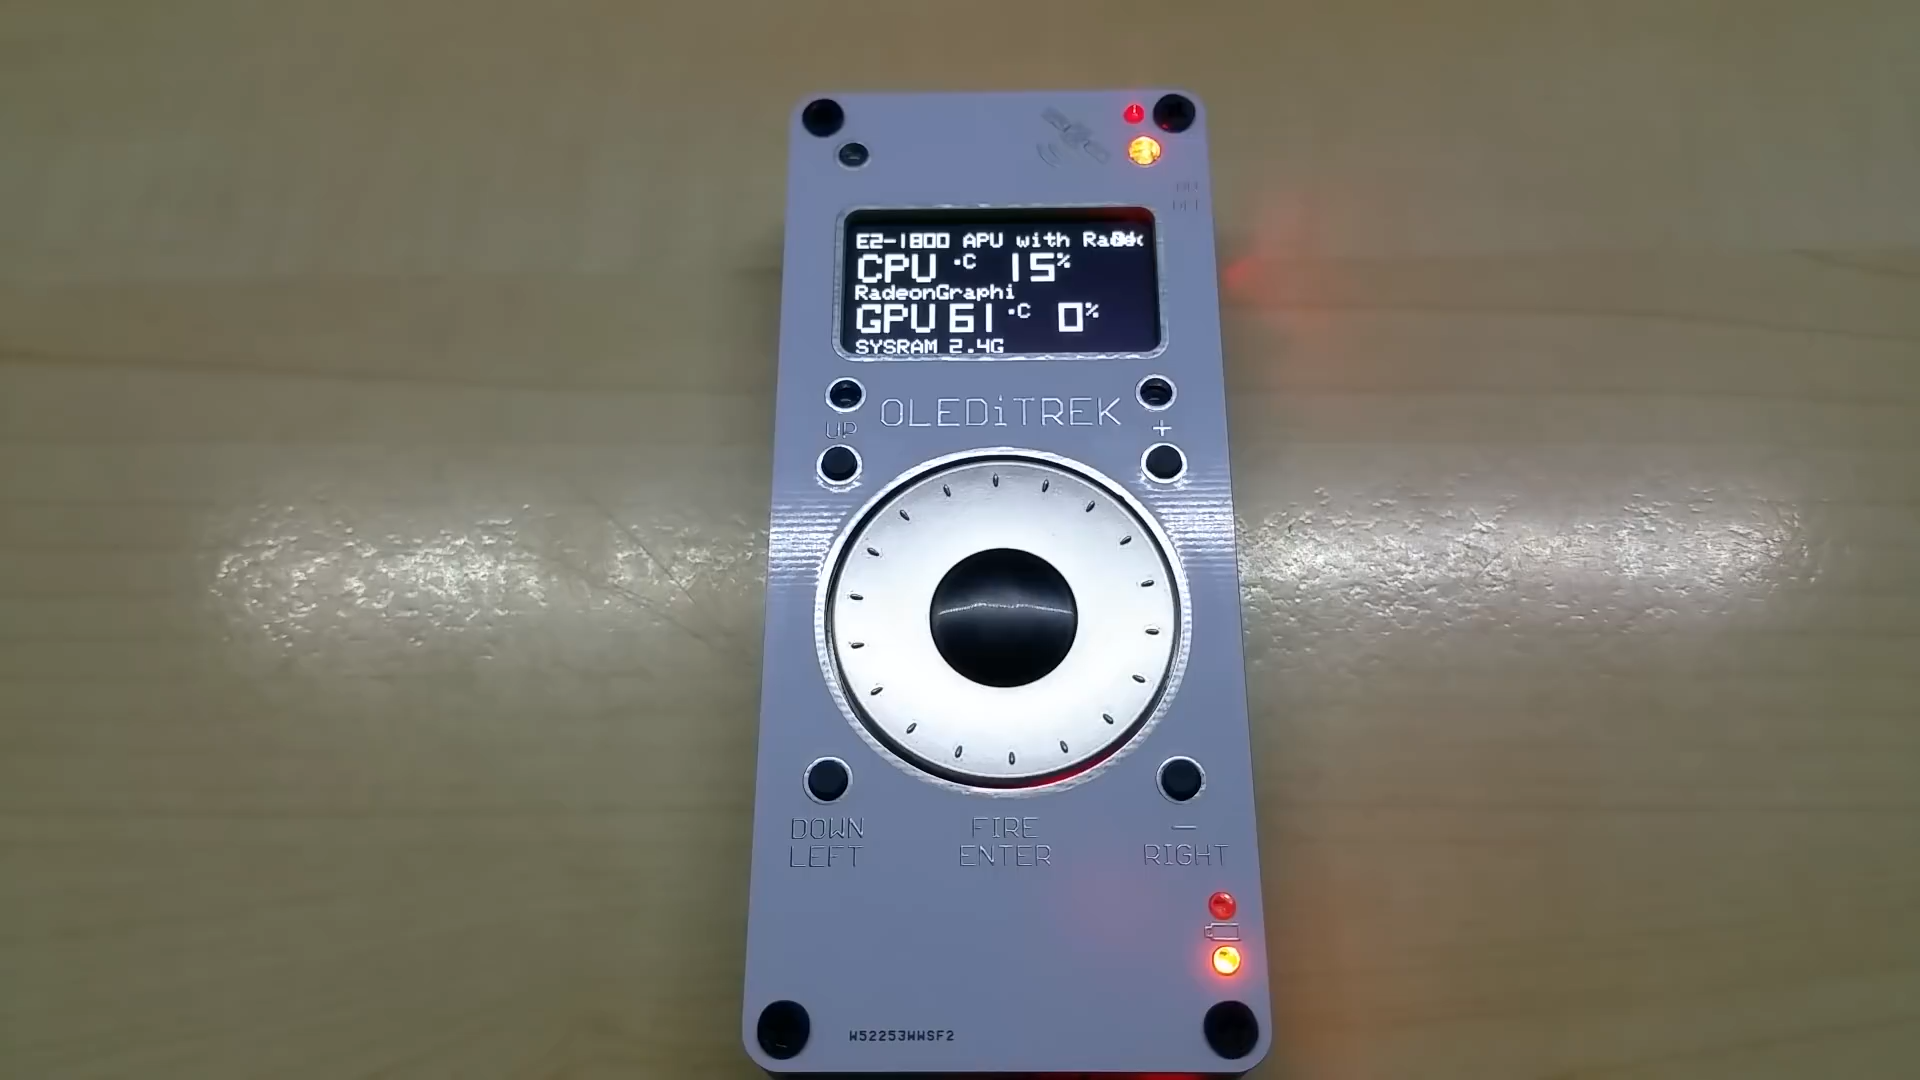 E2-1800 APU with Rad
CPU °C 15%
RadeonGraphi
GPU 61 °C 0%
SYSRAM 2.4G
OLEDiTREK
UP
+
DOWN
LEFT
FIRE
ENTER
—
RIGHT
W52253WWSF2